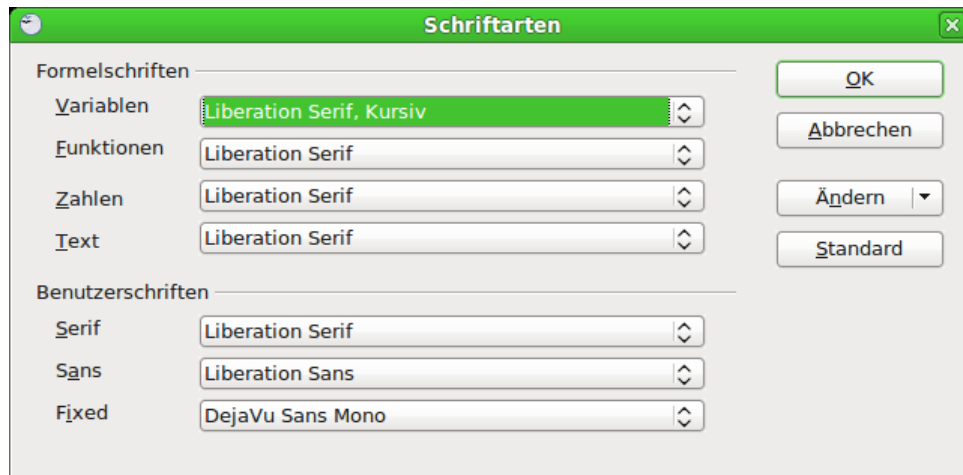 Schriftarten
Formelschriften
OK
Variablen Liberation Serif, Kursiv
Abbrechen
Funktionen Liberation Serif
Zahlen Liberation Serif
Ändern
Text Liberation Serif
Standard
Benutzerschriften
Serif Liberation Serif
Sans Liberation Sans
Fixed DejaVu Sans Mono